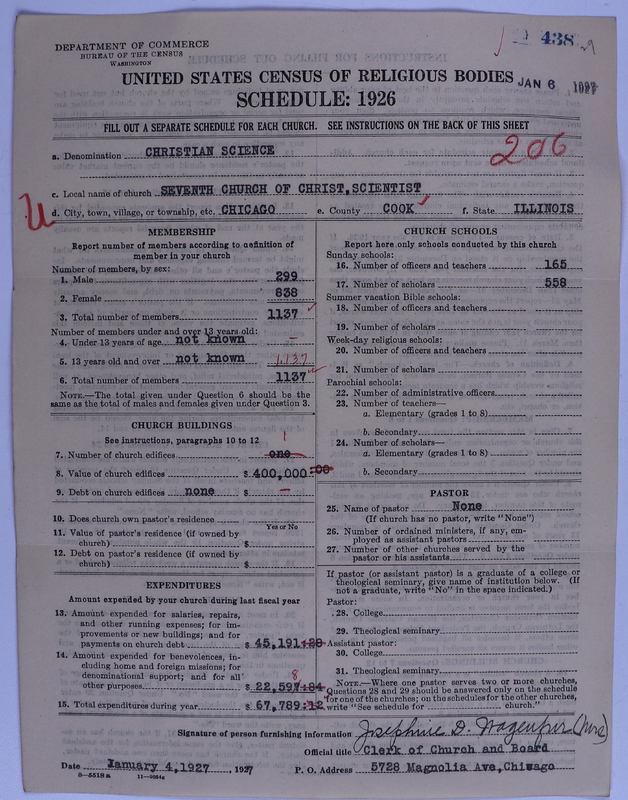 438
DEPARTMENT OF COMMERCE
BUREAU OF THE CENSUS
WASHINGTON
UNITED STATES CENSUS OF RELIGIOUS BODIES
JAN 6 1927
SCHEDULE: 1926
FILL OUT A SEPARATE SCHEDULE FOR EACH CHURCH. SEE INSTRUCTIONS ON THE BACK OF THIS SHEET
a. Denomination CHRISTIAN SCIENCE
206
c. Local name of church SEVENTH CHURCH OF CHRIST,SCIENTIST
U
d. City, town, village, or township, etc. CHICAGO e. County COOK f. State ILLINOIS
MEMBERSHIP
Report number of members according to definition of
member in your church
Number of members, by sex:
1. Male 299
2. Female 838
3. Total number of members 1137
Number of members under and over 13 years old:
4. Under 13 years of age not known –
5. 13 years old and over not known 1,137
6. Total number of members 1137
NOTE.—The total given under Question 6 should be the
same as the total of males and females given under Question 3.
CHURCH BUILDINGS
See instructions, paragraphs 10 to 12
1
7. Number of church edifices one
8. Value of church edifices $ 400,000:00
9. Debt on church edifices none $ –
10. Does church own pastor's residence
Yes or No
11. Value of pastor's residence (if owned by
church) $
12. Debt on pastor's residence (if owned by
church) $
EXPENDITURES
Amount expended by your church during last fiscal year
13. Amount expended for salaries, repairs,
and other running expenses; for im-
provements or new buildings; and for
payments on church debt $ 45,191:28
14. Amount expended for benevolences, in-
cluding home and foreign missions; for
denominational support; and for all
8
other purposes $ 22,597:84
15. Total expenditures during year $ 67,789:12
CHURCH SCHOOLS
Report here only schools conducted by this church
Sunday schools:
16. Number of officers and teachers 165
17. Number of scholars 558
Summer vacation Bible schools:
18. Number of officers and teachers
19. Number of scholars
Week-day religious schools:
20. Number of officers and teachers
21. Number of scholars
Parochial schools:
22. Number of administrative officers
23. Number of teachers—
a. Elementary (grades 1 to 8)
b. Secondary
24. Number of scholars—
a. Elementary (grades 1 to 8)
b. Secondary
PASTOR
25. Name of pastor None
(If church has no pastor, write "None")
26. Number of ordained ministers, if any, em-
ployed as assistant pastors
27. Number of other churches served by the
pastor or his assistants
If pastor (or assistant pastor) is a graduate of a college or
theological seminary, give name of institution below. (If
not a graduate, write "No" in the space indicated.)
Pastor:
28. College
29. Theological seminary
Assistant pastor:
30. College
31. Theological seminary
NOTE.—Where one pastor serves two or more churches,
Questions 28 and 29 should be answered only on the schedule
for one of the churches; on the schedules for the other churches,
write "See schedule for church."
Signature of person furnishing information Josephine D. (Mrs)
Official title Clerk of Church and Board
Date January 4,1927 , 1927 P. O. Address 5728 Magnolia Ave,Chicago
8—5518a 11—9084a